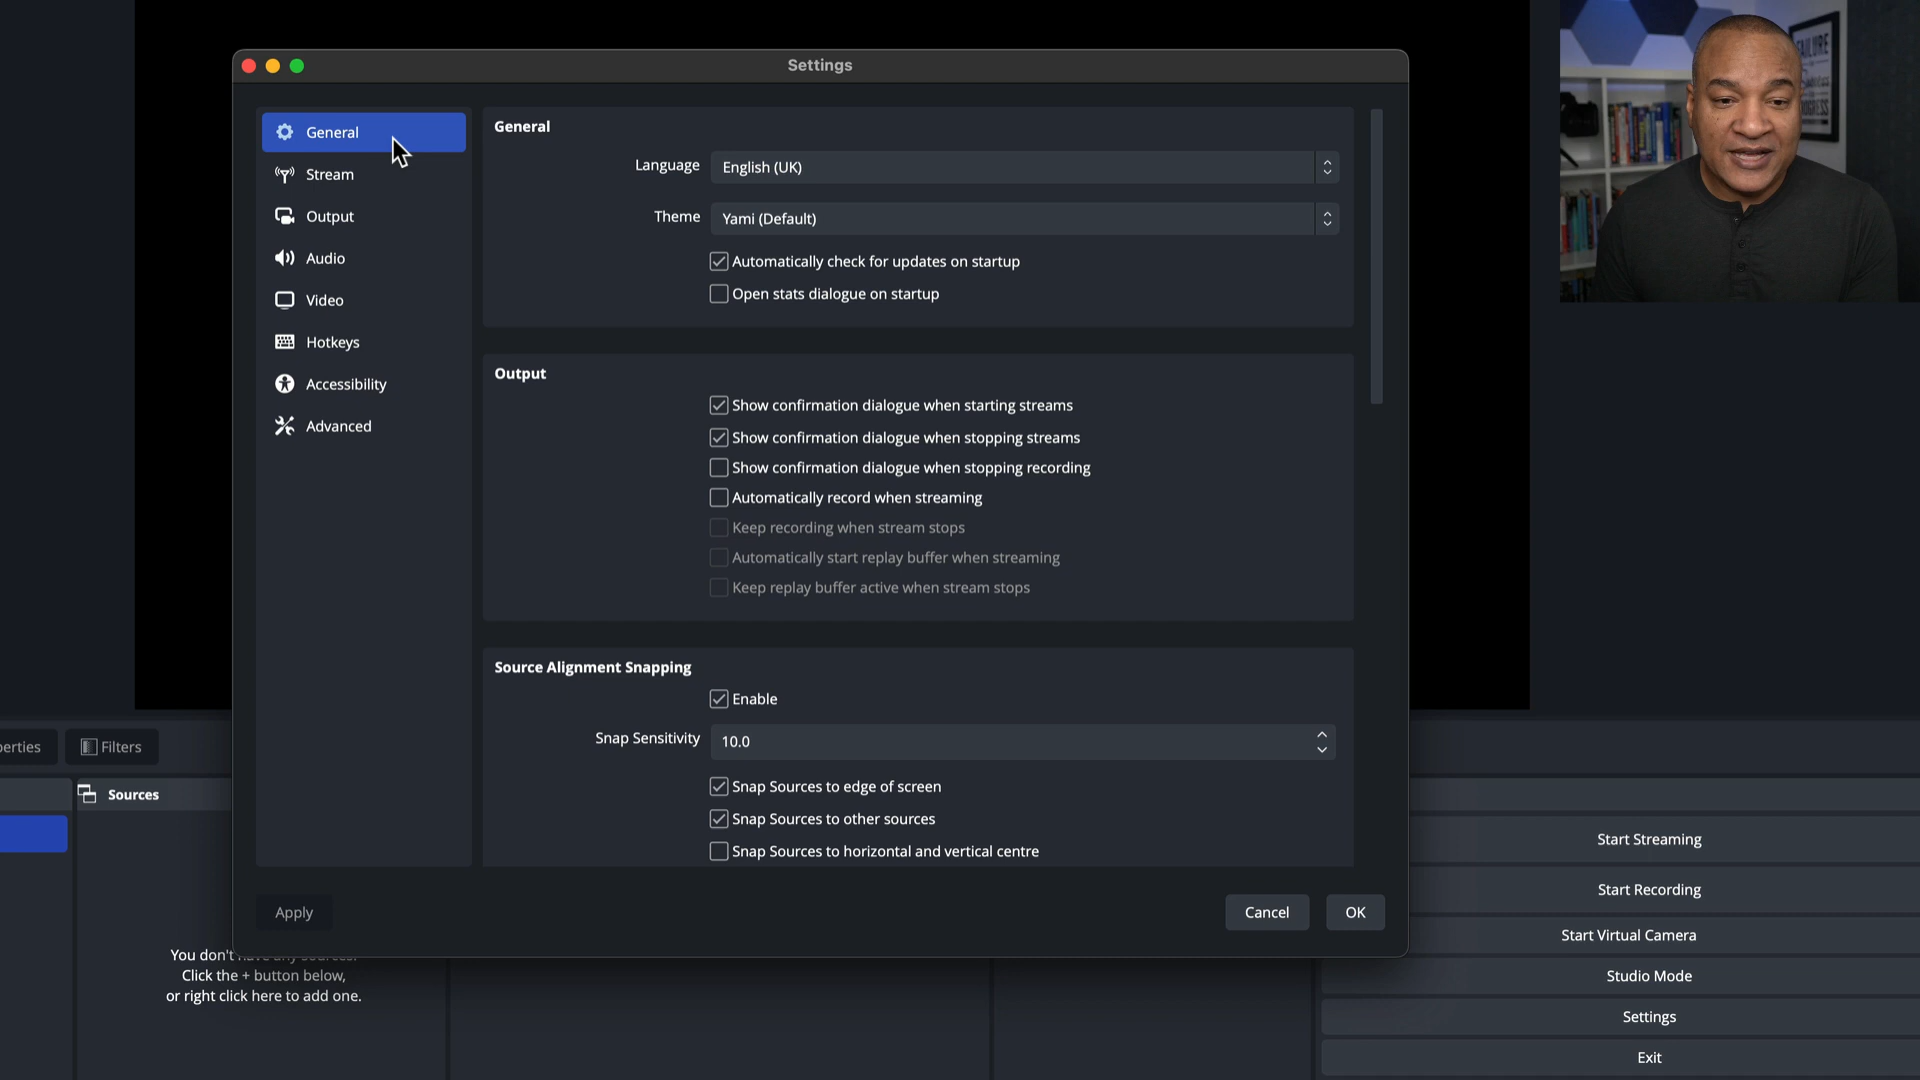 Settings
General
Stream
Output
Audio
Video
Hotkeys
Accessibility
Advanced
General
Language English (UK)
Theme Yami (Default)
Automatically check for updates on startup
Open stats dialogue on startup
Output
Show confirmation dialogue when starting streams
Show confirmation dialogue when stopping streams
Show confirmation dialogue when stopping recording
Automatically record when streaming
Keep recording when stream stops
Automatically start replay buffer when streaming
Keep replay buffer active when stream stops
Source Alignment Snapping
Enable
Snap Sensitivity 10.0
Snap Sources to edge of screen
Snap Sources to other sources
Snap Sources to horizontal and vertical centre
Apply
Cancel
OK
FAILURE
erties
Filters
Sources
You don't have any sources.
Click the + button below,
or right click here to add one.
Start Streaming
Start Recording
Start Virtual Camera
Studio Mode
Settings
Exit